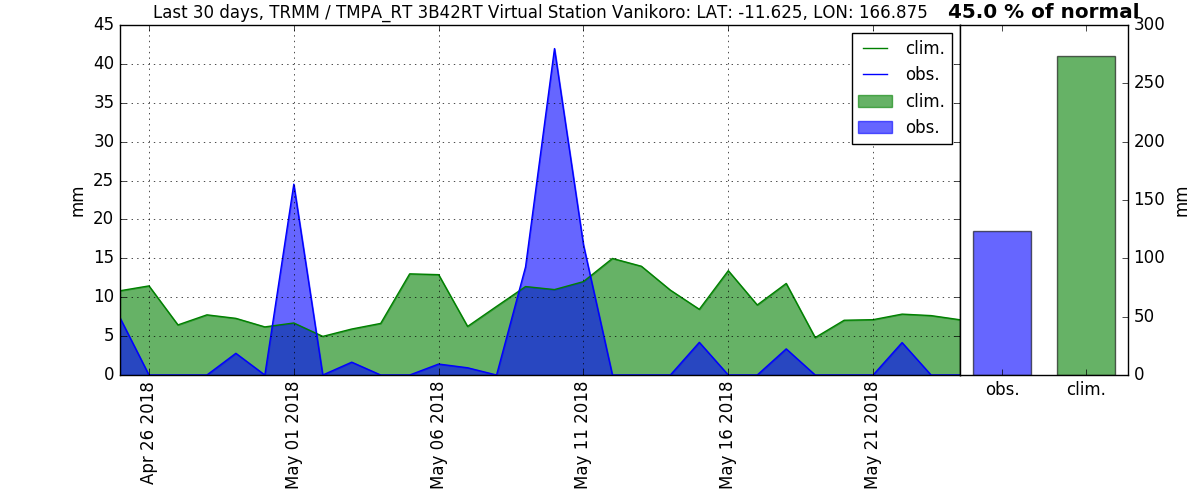 Last 30 days, TRMM / TMPA_RT 3B42RT Virtual Station Vanikoro: LAT: -11.625, LON: 166.875
45.0 % of normal
45
40
35
30
25
20
15
10
5
0
mm
clim.
obs.
clim.
obs.
Apr 26 2018
May 01 2018
May 06 2018
May 11 2018
May 16 2018
May 21 2018
300
250
200
150
100
50
0
mm
obs.
clim.